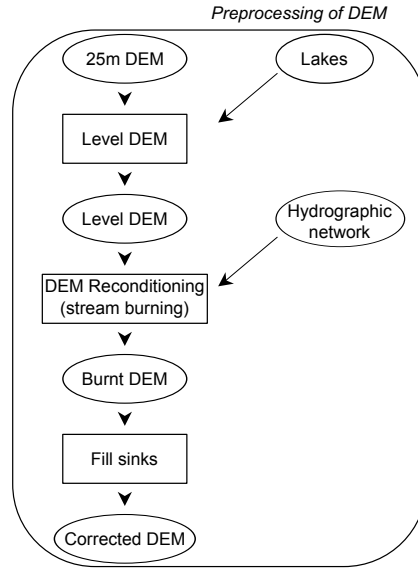 Preprocessing of DEM
25m DEM
Lakes
Level DEM
Level DEM
Hydrographic
network
DEM Reconditioning
(stream burning)
Burnt DEM
Fill sinks
Corrected DEM